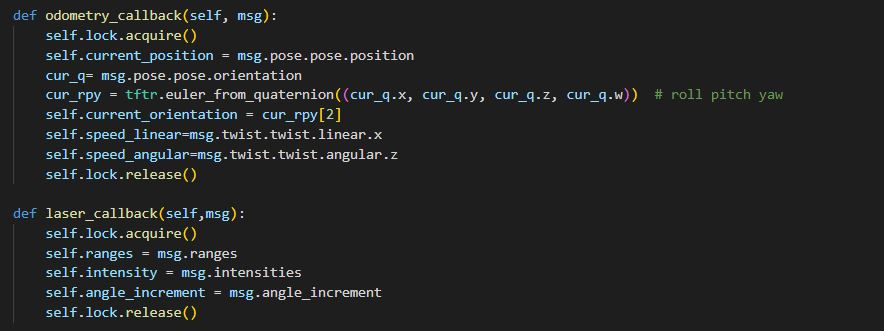 def odometry_callback(self, msg):
    self.lock.acquire()
    self.current_position = msg.pose.pose.position
    cur_q= msg.pose.pose.orientation
    cur_rpy = tftr.euler_from_quaternion((cur_q.x, cur_q.y, cur_q.z, cur_q.w))  # roll pitch yaw
    self.current_orientation = cur_rpy[2]
    self.speed_linear=msg.twist.twist.linear.x
    self.speed_angular=msg.twist.twist.angular.z
    self.lock.release()

def laser_callback(self,msg):
    self.lock.acquire()
    self.ranges = msg.ranges
    self.intensity = msg.intensities
    self.angle_increment = msg.angle_increment
    self.lock.release()